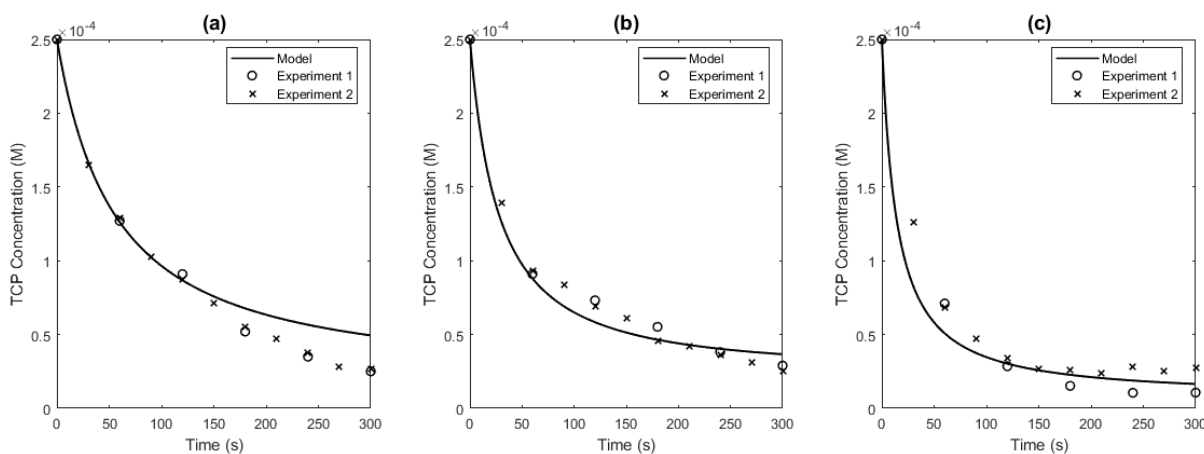 (a)
× 10-4
2.5
2
1.5
1
0.5
0
TCP Concentration (M)
0 50 100 150 200 250 300
Time (s)
Model
Experiment 1
Experiment 2
(b)
× 10-4
2.5
2
1.5
1
0.5
0
TCP Concentration (M)
0 50 100 150 200 250 300
Time (s)
Model
Experiment 1
Experiment 2
(c)
× 10-4
2.5
2
1.5
1
0.5
0
TCP Concentration (M)
0 50 100 150 200 250 300
Time (s)
Model
Experiment 1
Experiment 2